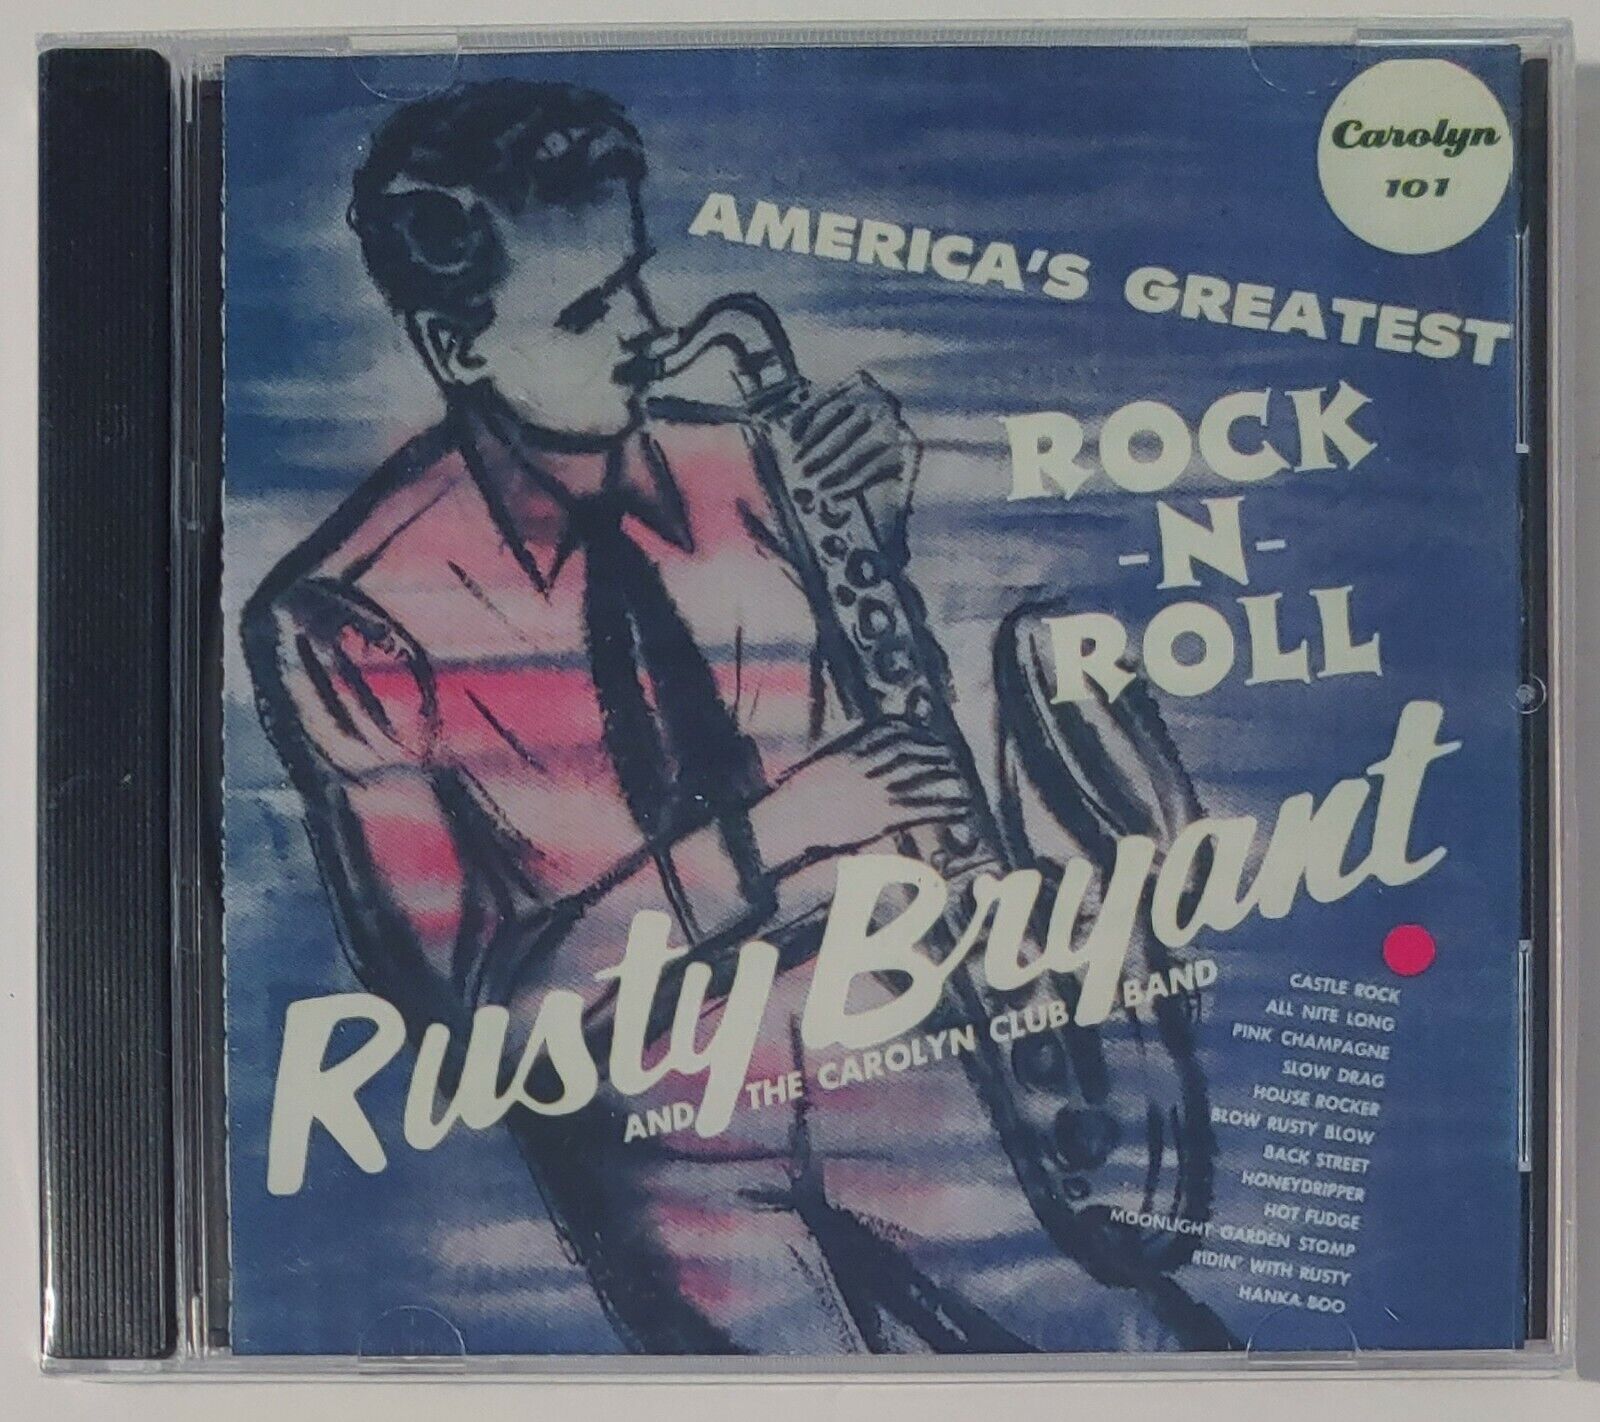 Carolyn
101
AMERICA'S GREATEST
ROCK
-N-
ROLL
Rusty Bryant
AND THE CAROLYN CLUB BAND
CASTLE ROCK
ALL NITE LONG
PINK CHAMPAGNE
SLOW DRAG
HOUSE ROCKER
BLOW RUSTY BLOW
BACK STREET
HONEYDRIPPER
HOT FUDGE
MOONLIGHT GARDEN STOMP
RIDIN' WITH RUSTY
HANKA BOO